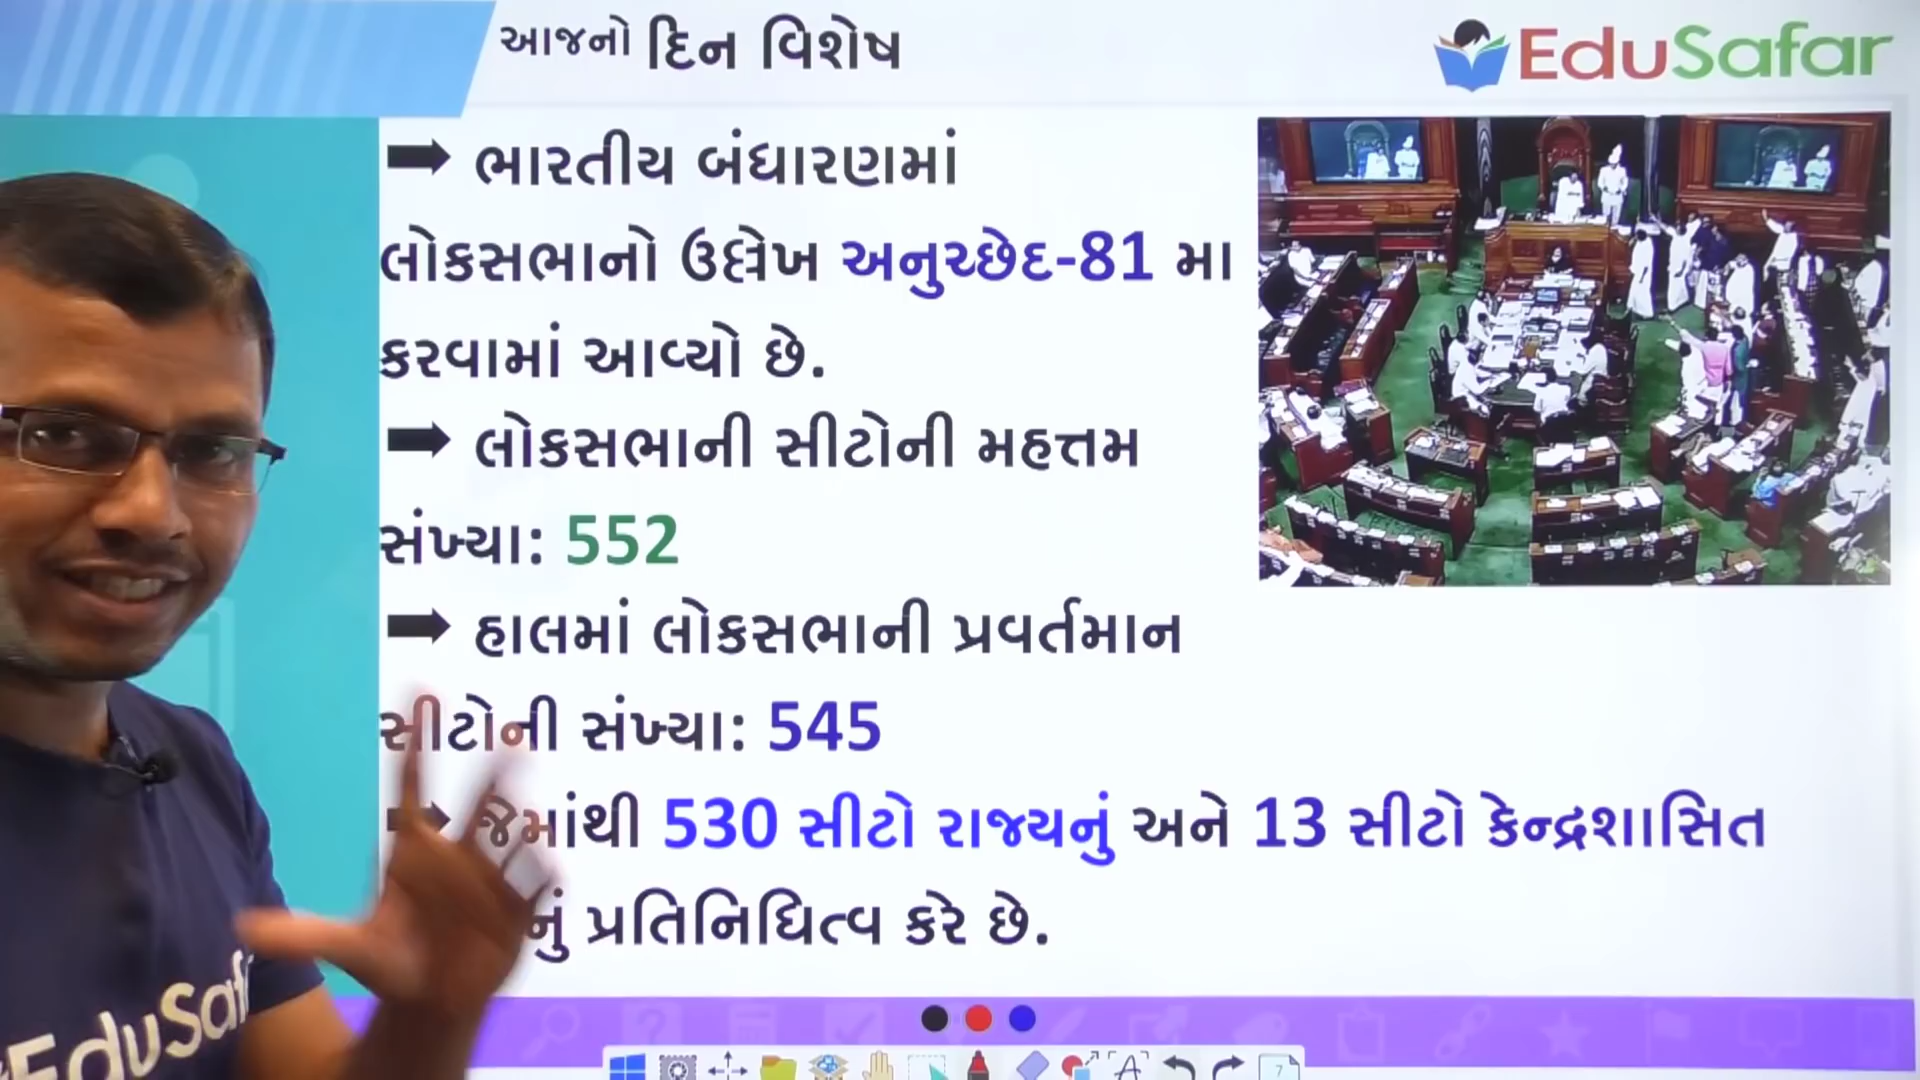 આજનો દિન વિશેષ
EduSafar
ભારતીય બંધારણમાં
લોકસભાનો ઉલ્લેખ અનુચ્છેદ-81 મા
કરવામાં આવ્યો છે.
લોકસભાની સીટોની મહત્તમ
સંખ્યા: 552
હાલમાં લોકસભાની પ્રવર્તમાન
સીટોની સંખ્યા: 545
જેમાંથી 530 સીટો રાજ્યનું અને 13 સીટો કેન્દ્રશાસિત
નું પ્રતિનિધિત્વ કરે છે.
EduSaf
7